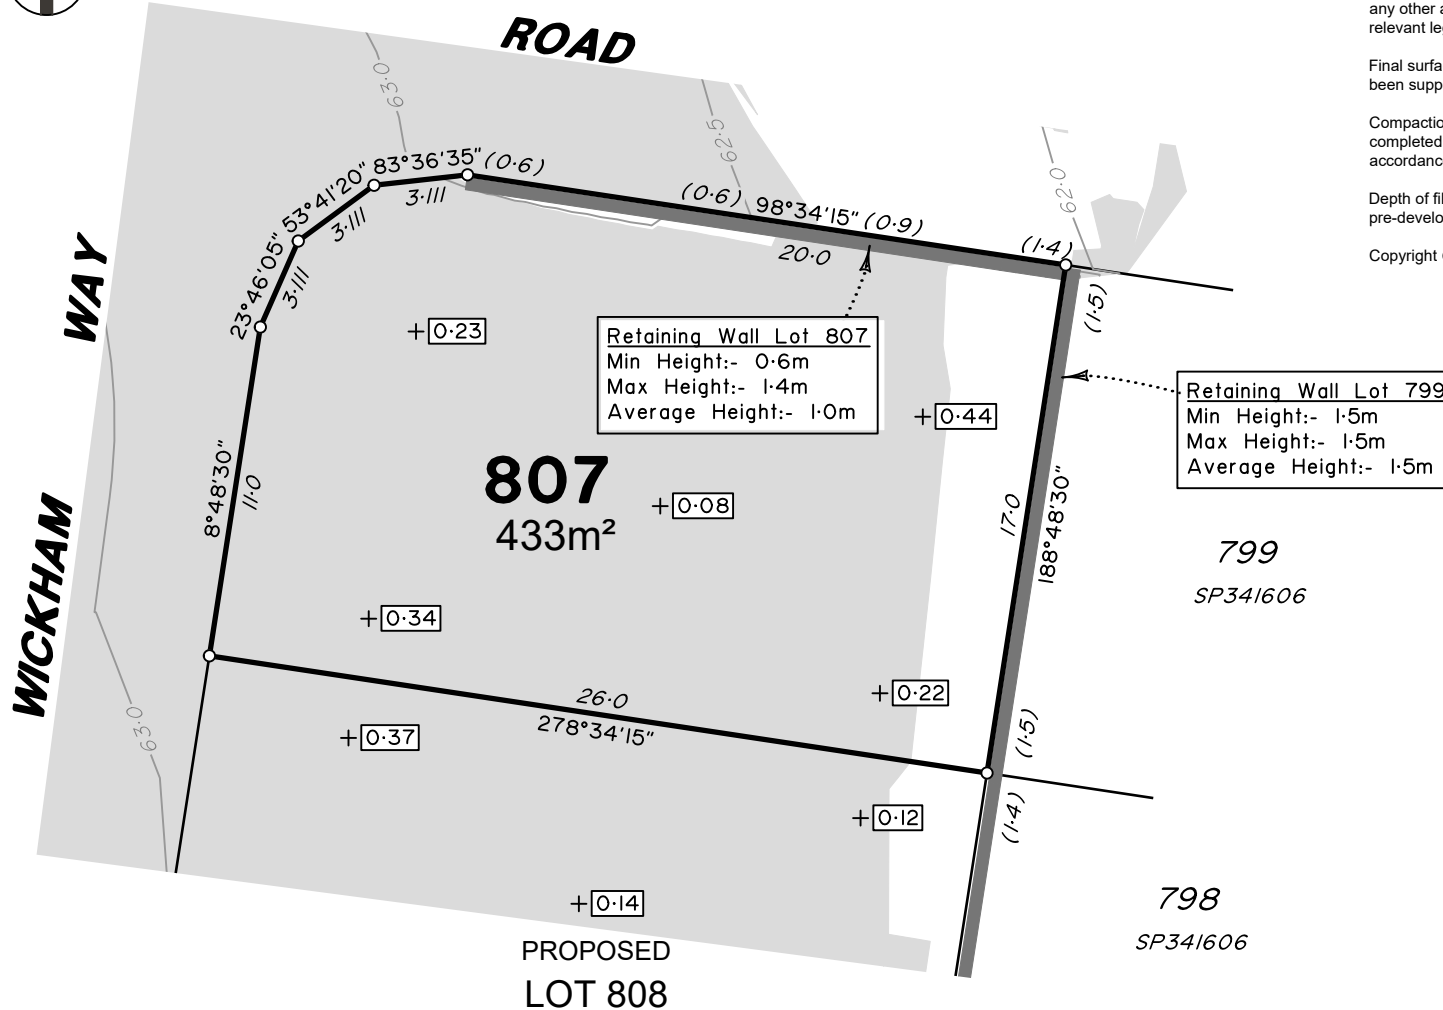 any other a
relevant le
Final surfa
been supp
Compactio
completed
accordanc
Depth of fil
pre-develo
Copyright
ROAD
63·0
62·5
62·0
83°36'35"
(0·6)
3·111
53°41'20"
3·111
23°46'05"
3·111
(0·6)
98°34'15"
(0·9)
20·0
(1·4)
(1·5)
WICKHAM WAY
0·23
Retaining Wall Lot 807
Min Height:- 0·6m
Max Height:- 1·4m
Average Height:- 1·0m
0·44
Retaining Wall Lot 799
Min Height:- 1·5m
Max Height:- 1·5m
Average Height:- 1·5m
8°48'30"
11·0
807
433m²
0·08
17·0
188°48'30"
799
SP341606
0·34
26·0
278°34'15"
0·22
(1·5)
63·0
0·37
0·12
(1·4)
0·14
798
SP341606
PROPOSED
LOT 808